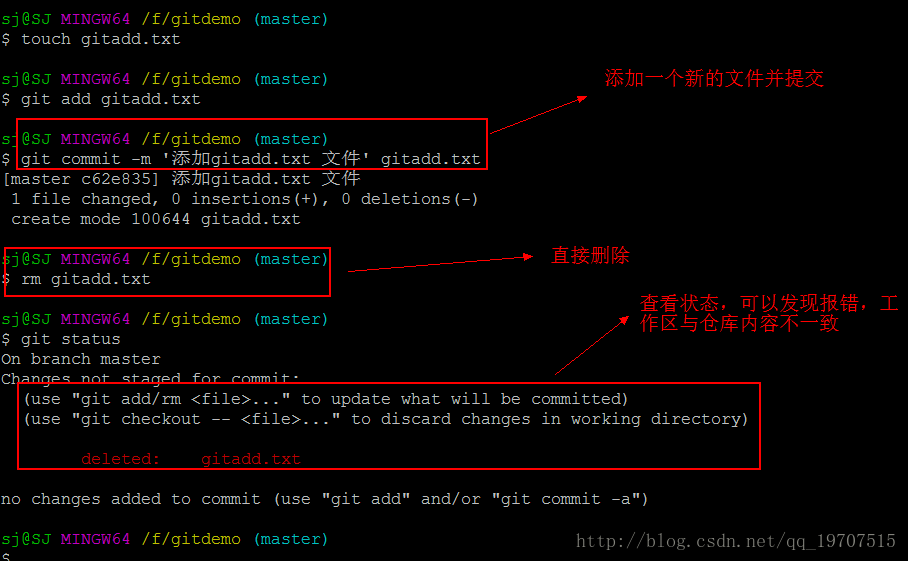 sj@SJ MINGW64 /f/gitdemo (master)
$ touch gitadd.txt
sj@SJ MINGW64 /f/gitdemo (master)
添加一个新的文件并提交
$ git add gitadd.txt
sj@SJ MINGW64 /f/gitdemo (master)
$ git commit -m '添加gitadd.txt 文件' gitadd.txt
[master c62e835] 添加gitadd.txt 文件
1 file changed, 0 insertions(+), 0 deletions(-)
create mode 100644 gitadd.txt
sj@SJ MINGW64 /f/gitdemo (master)
直接删除
$ rm gitadd.txt
查看状态，可以发现报错，工
作区与仓库内容不一致
sj@SJ MINGW64 /f/gitdemo (master)
$ git status
On branch master
Changes not staged for commit:
(use "git add/rm <file>..." to update what will be committed)
(use "git checkout -- <file>..." to discard changes in working directory)
deleted: gitadd.txt
no changes added to commit (use "git add" and/or "git commit -a")
sj@SJ MINGW64 /f/gitdemo (master)
$
http://blog.csdn.net/qq_19707515